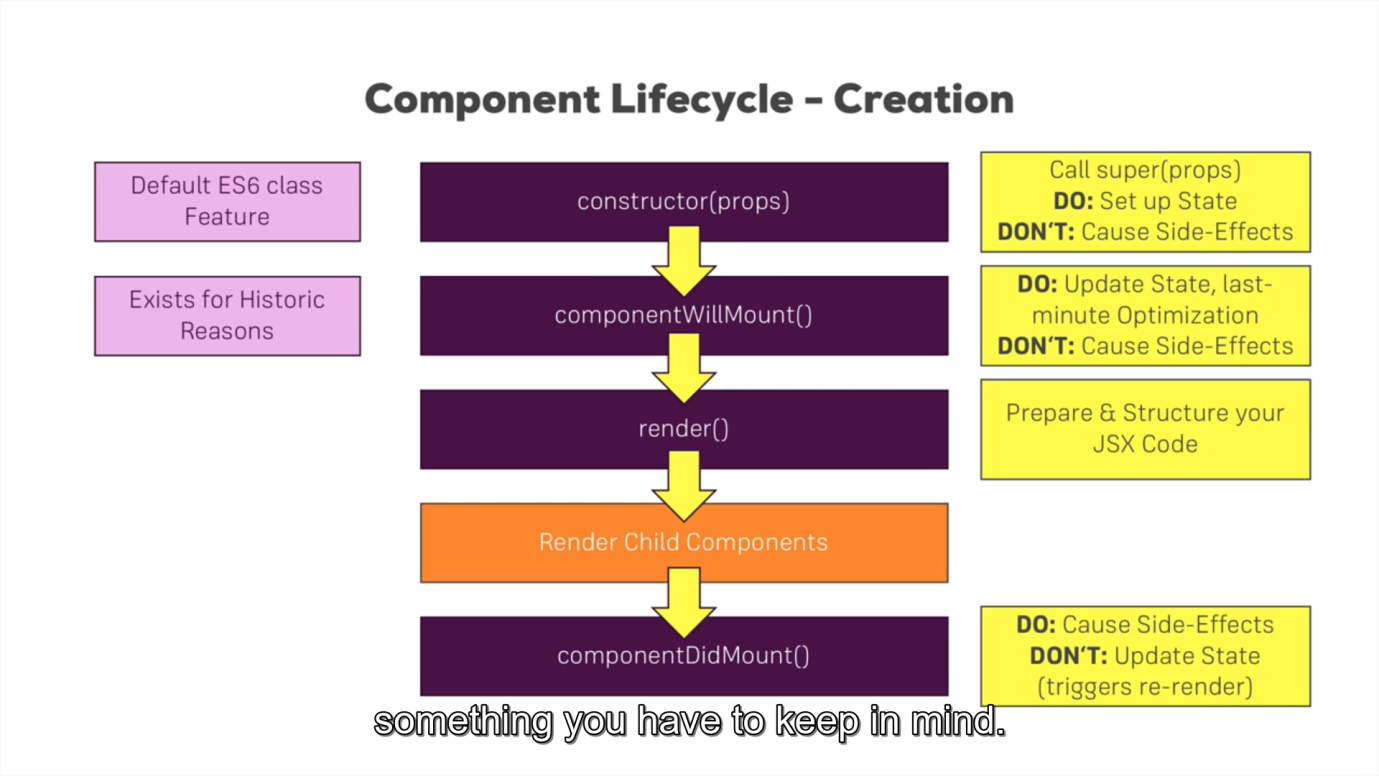 Component Lifecycle - Creation
Default ES6 class
Feature
constructor(props)
Call super(props)
DO: Set up State
DON'T: Cause Side-Effects
Exists for Historic
Reasons
componentWillMount()
DO: Update State, last-
minute Optimization
DON'T: Cause Side-Effects
render()
Prepare & Structure your
JSX Code
Render Child Components
componentDidMount()
DO: Cause Side-Effects
DON'T: Update State
(triggers re-render)
something you have to keep in mind.